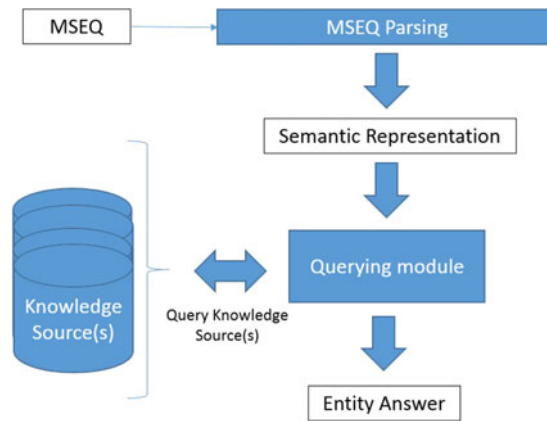 MSEQ
MSEQ Parsing
Semantic Representation
Querying module
Knowledge
Source(s)
Query Knowledge
Source(s)
Entity Answer